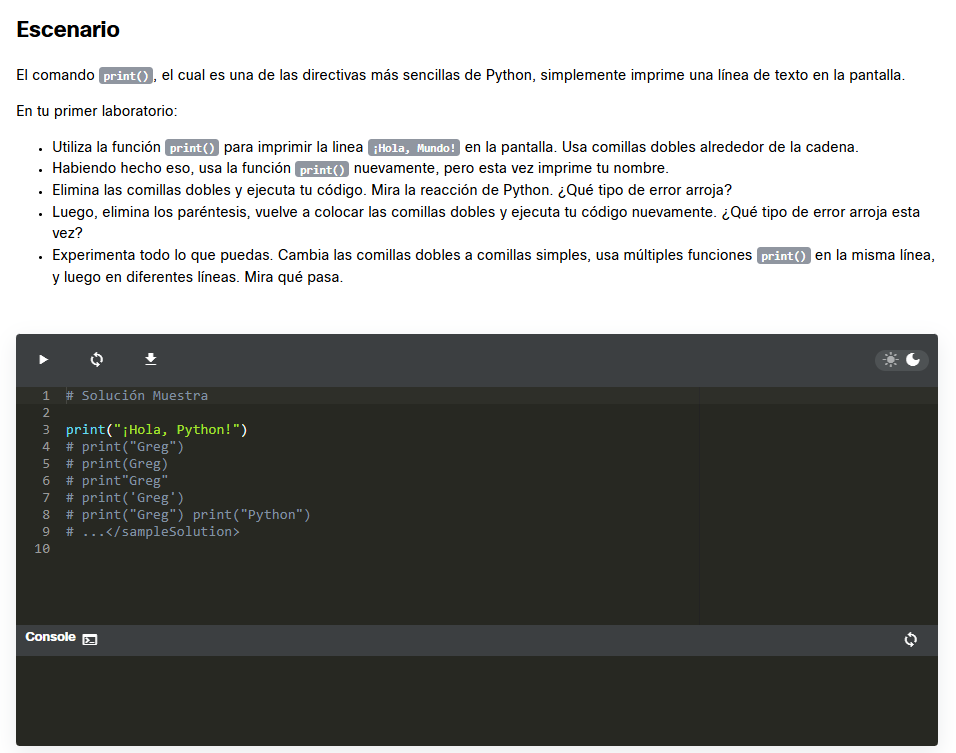 Escenario
El comando print(), el cual es una de las directivas más sencillas de Python, simplemente imprime una línea de texto en la pantalla.
En tu primer laboratorio:
• Utiliza la función print() para imprimir la linea ¡Hola, Mundo! en la pantalla. Usa comillas dobles alrededor de la cadena.
• Habiendo hecho eso, usa la función print() nuevamente, pero esta vez imprime tu nombre.
• Elimina las comillas dobles y ejecuta tu código. Mira la reacción de Python. ¿Qué tipo de error arroja?
• Luego, elimina los paréntesis, vuelve a colocar las comillas dobles y ejecuta tu código nuevamente. ¿Qué tipo de error arroja esta
vez?
• Experimenta todo lo que puedas. Cambia las comillas dobles a comillas simples, usa múltiples funciones print() en la misma línea,
y luego en diferentes líneas. Mira qué pasa.
1 # Solución Muestra
2
3 print("¡Hola, Python!")
4 # print("Greg")
5 # print(Greg)
6 # print"Greg"
7 # print('Greg')
8 # print("Greg") print("Python")
9 # ...</sampleSolution>
10
Console